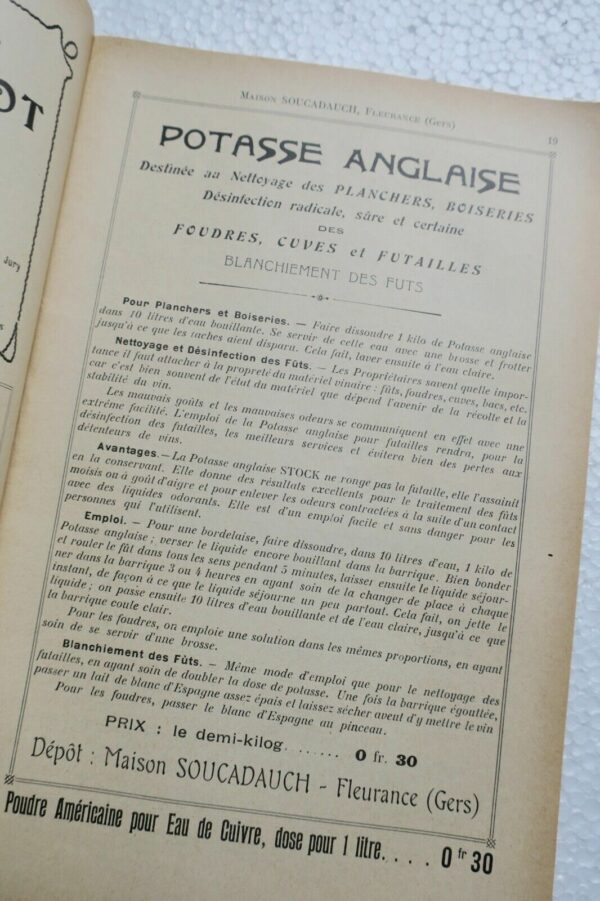 OT
Jury
Maison SOUCADAUCH, Fleurance (Gers)
19
POTASSE ANGLAISE
Destinée au Nettoyage des PLANCHERS, BOISERIES
Désinfection radicale, sûre et certaine
DES
FOUDRES, CUVES et FUTAILLES
BLANCHIEMENT DES FUTS
Pour Planchers et Boiseries. — Faire dissoudre 1 kilo de Potasse anglaise
dans 10 litres d'eau bouillante. Se servir de celle eau avec une brosse et frotter
jusqu'à ce que les taches aient disparu. Cela fait, laver ensuite à l'eau claire.
Nettoyage et Désinfection des Fûts. — Les Propriétaires savent quelle impor-
tance il faut attacher à la propreté du matériel vinaire : fûts, foudres, cuves, bacs, etc.
car c'est bien souvent de l'état du matériel que dépend l'avenir de la récolte et la
stabilité du vin.
Les mauvais goûts et les mauvaises odeurs se communiquent en effet avec une
extrême facilité. L'emploi de la Potasse anglaise pour futailles rendra, pour la
désinfection des futailles, les meilleurs services et évitera bien des pertes aux
détenteurs de vins.
Avantages. — La Potasse anglaise STOCK ne ronge pas la futaille, elle l'assainit
en la conservant. Elle donne des résultats excellents pour le traitement des fûts
moisis ou à goût d'aigre et pour enlever les odeurs contractées à la suite d'un contact
avec des liquides odorants. Elle est d'un emploi facile et sans danger pour les
personnes qui l'utilisent.
Emploi. — Pour une bordelaise, faire dissoudre, dans 10 litres d'eau, 1 kilo de
Potasse anglaise ; verser le liquide encore bouillant dans la barrique. Bien bonder
et rouler le fût dans tous les sens pendant 5 minutes, laisser ensuite le liquide séjour-
ner dans la barrique 3 ou 4 heures en ayant soin de la changer de place à chaque
instant, de façon à ce que le liquide séjourne un peu partout. Cela fait, on jette le
liquide ; on passe ensuite 10 litres d'eau bouillante et de l'eau claire, jusqu'à ce que
la barrique coule clair.
Pour les foudres, on emploie une solution dans les mêmes proportions, en ayant
soin de se servir d'une brosse.
Blanchiement des Fûts. — Même mode d'emploi que pour le nettoyage des
futailles, en ayant soin de doubler la dose de potasse. Une fois la barrique égouttée,
passer un lait de blanc d'Espagne assez épais et laissez sécher avent d'y mettre le vin
Pour les foudres, passer le blanc d'Espagne au pinceau.
PRIX : le demi-kilog. ...... 0 fr. 30
Dépôt : Maison SOUCADAUCH - Fleurance (Gers)
Poudre Américaine pour Eau de Cuivre, dose pour 1 litre.... 0 fr 30